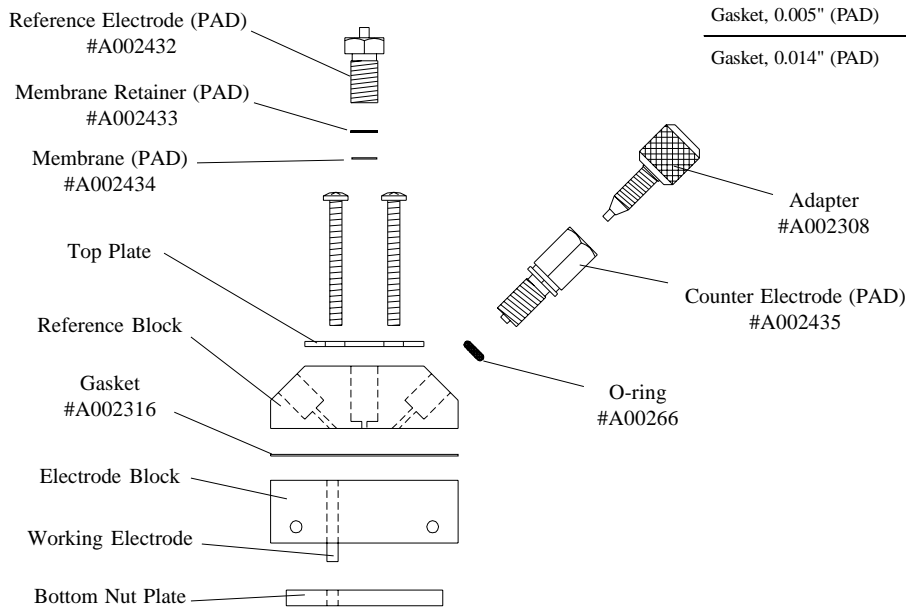 Reference Electrode (PAD)
#A002432
Membrane Retainer (PAD)
#A002433
Membrane (PAD)
#A002434
Top Plate
Reference Block
Gasket
#A002316
Electrode Block
Working Electrode
Bottom Nut Plate
Gasket, 0.005" (PAD)
Gasket, 0.014" (PAD)
Adapter
#A002308
Counter Electrode (PAD)
#A002435
O-ring
#A00266